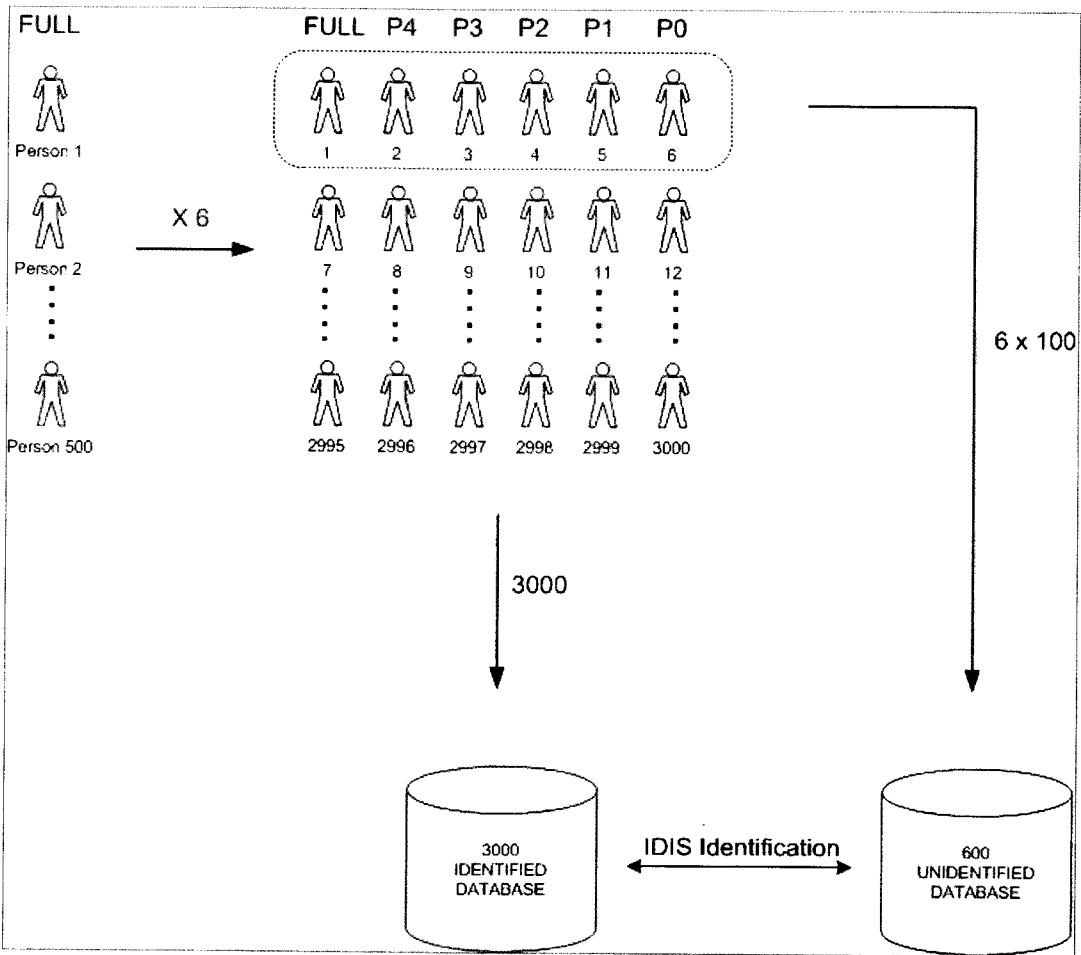 FULL
FULL P4 P3 P2 P1 P0
Person 1
1 2 3 4 5 6
X 6
Person 2
7 8 9 10 11 12
6 x 100
Person 500
2995 2996 2997 2998 2999 3000
3000
3000
IDENTIFIED
DATABASE
IDIS Identification
600
UNIDENTIFIED
DATABASE